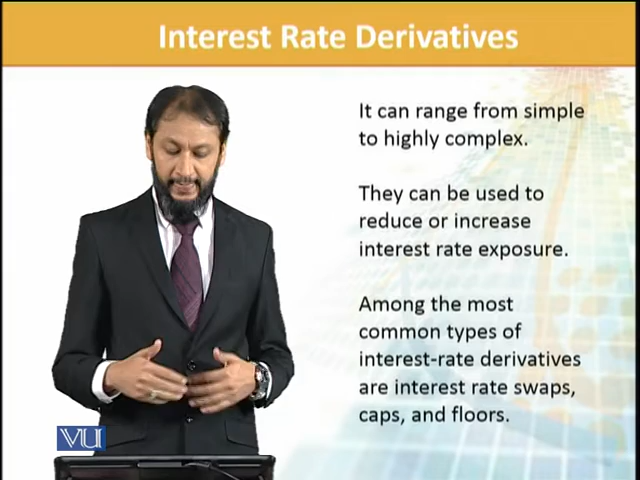 Interest Rate Derivatives
It can range from simple
to highly complex.
They can be used to
reduce or increase
interest rate exposure.
Among the most
common types of
interest-rate derivatives
are interest rate swaps,
caps, and floors.
VU